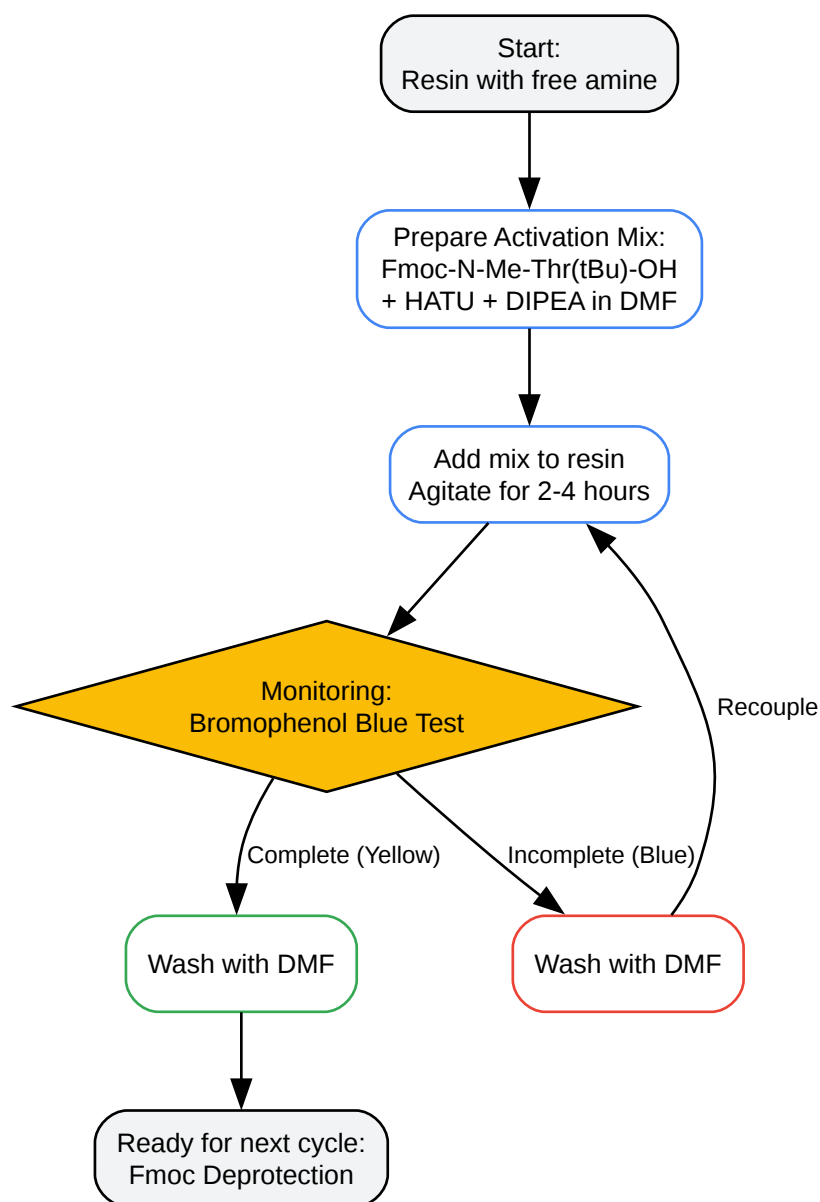 Start:
Resin with free amine
Prepare Activation Mix:
Fmoc-N-Me-Thr(tBu)-OH
+ HATU + DIPEA in DMF
Add mix to resin
Agitate for 2-4 hours
Monitoring:
Bromophenol Blue Test
Recouple
Complete (Yellow)
Incomplete (Blue)
Wash with DMF
Wash with DMF
Ready for next cycle:
Fmoc Deprotection